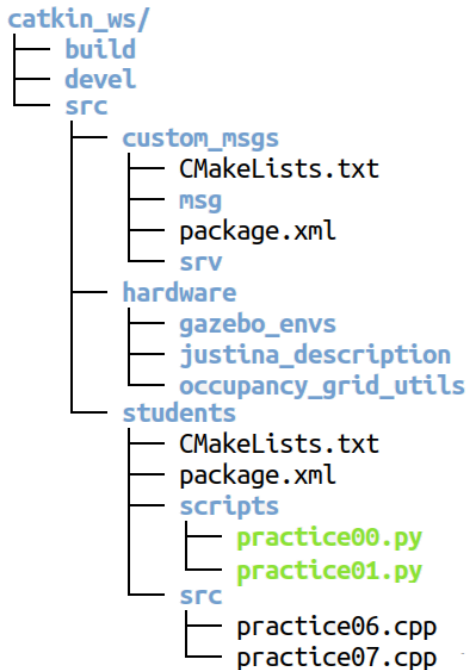 catkin_ws/
build
devel
src
custom_msgs
CMakeLists.txt
msg
package.xml
srv
hardware
gazebo_envs
justina_description
occupancy_grid_utils
students
CMakeLists.txt
package.xml
scripts
practice00.py
practice01.py
src
practice06.cpp
practice07.cpp